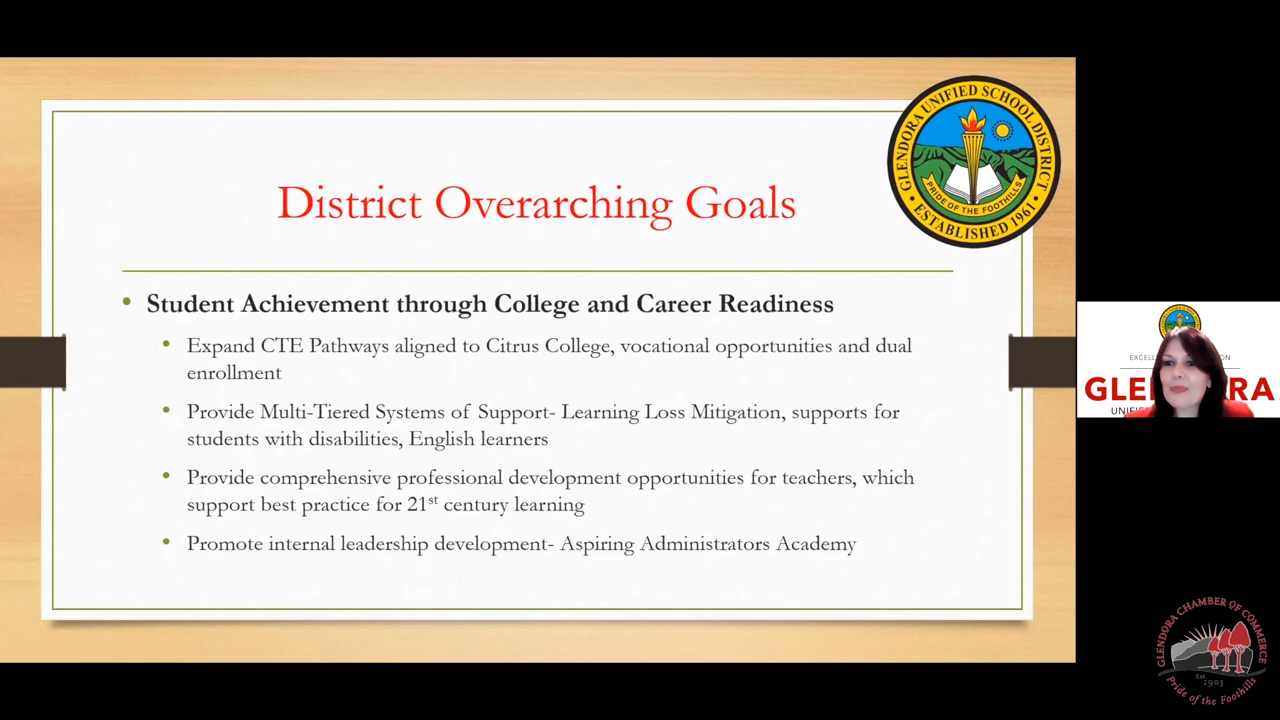 GLENDORA UNIFIED SCHOOL DISTRICT
PRIDE OF THE FOOTHILLS
• ESTABLISHED 1961 •
District Overarching Goals
• Student Achievement through College and Career Readiness
• Expand CTE Pathways aligned to Citrus College, vocational opportunities and dual
enrollment
• Provide Multi-Tiered Systems of Support- Learning Loss Mitigation, supports for
students with disabilities, English learners
• Provide comprehensive professional development opportunities for teachers, which
support best practice for 21st century learning
• Promote internal leadership development- Aspiring Administrators Academy
GLENDORA CHAMBER OF COMMERCE
Est.
1903
Pride of the Foothills